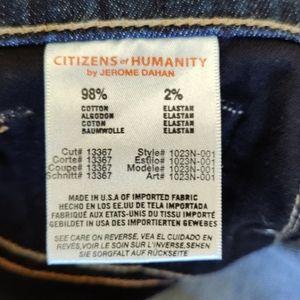 CITIZENS of HUMANITY
by JEROME DAHAN
98% 2%
COTTON ELASTAN
ALGODON ELASTAN
COTON ELASTAN
BAUMWOLLE ELASTAN
Cut# 13367 Style# 1023N-001
Corte# 13367 Estilo# 1023N-001
Coupe# 13367 Modele# 1023N-001
Schnitt# 13367 Art# 1023N-001
MADE IN U.S.A OF IMPORTED FABRIC
HECHO EN LOS EE.UU DE TELA IMPORTADA
FABRIQUÉ AUX ETATS-UNIS DU TISSU IMPORTÉ
GEBILDET IN USA DES IMPORTIERTEN GEWEBES
SEE CARE ON REVERSE, VEA EL CUIDADO EN
REVES, VOIR LE SOIN SUR L'INVERSE, SEHEN
SIE SORGFALT AUF RÜCKSEITE